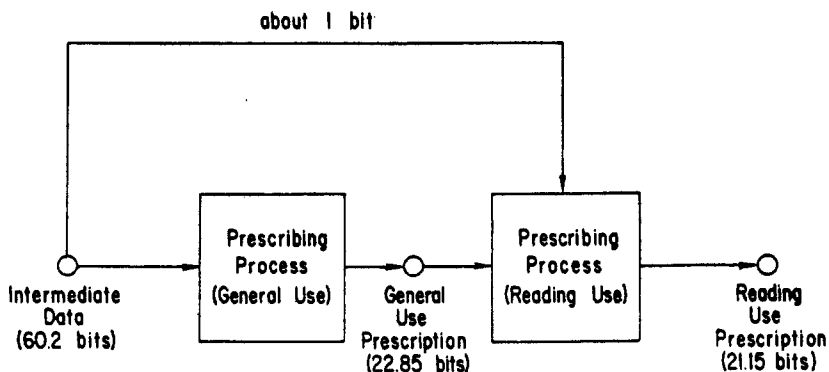 about 1 bit
Prescribing
Process
(General Use)
Prescribing
Process
(Reading Use)
Intermediate
Data
(60.2 bits)
General
Use
Prescription
(22.85 bits)
Reading
Use
Prescription
(21.15 bits)